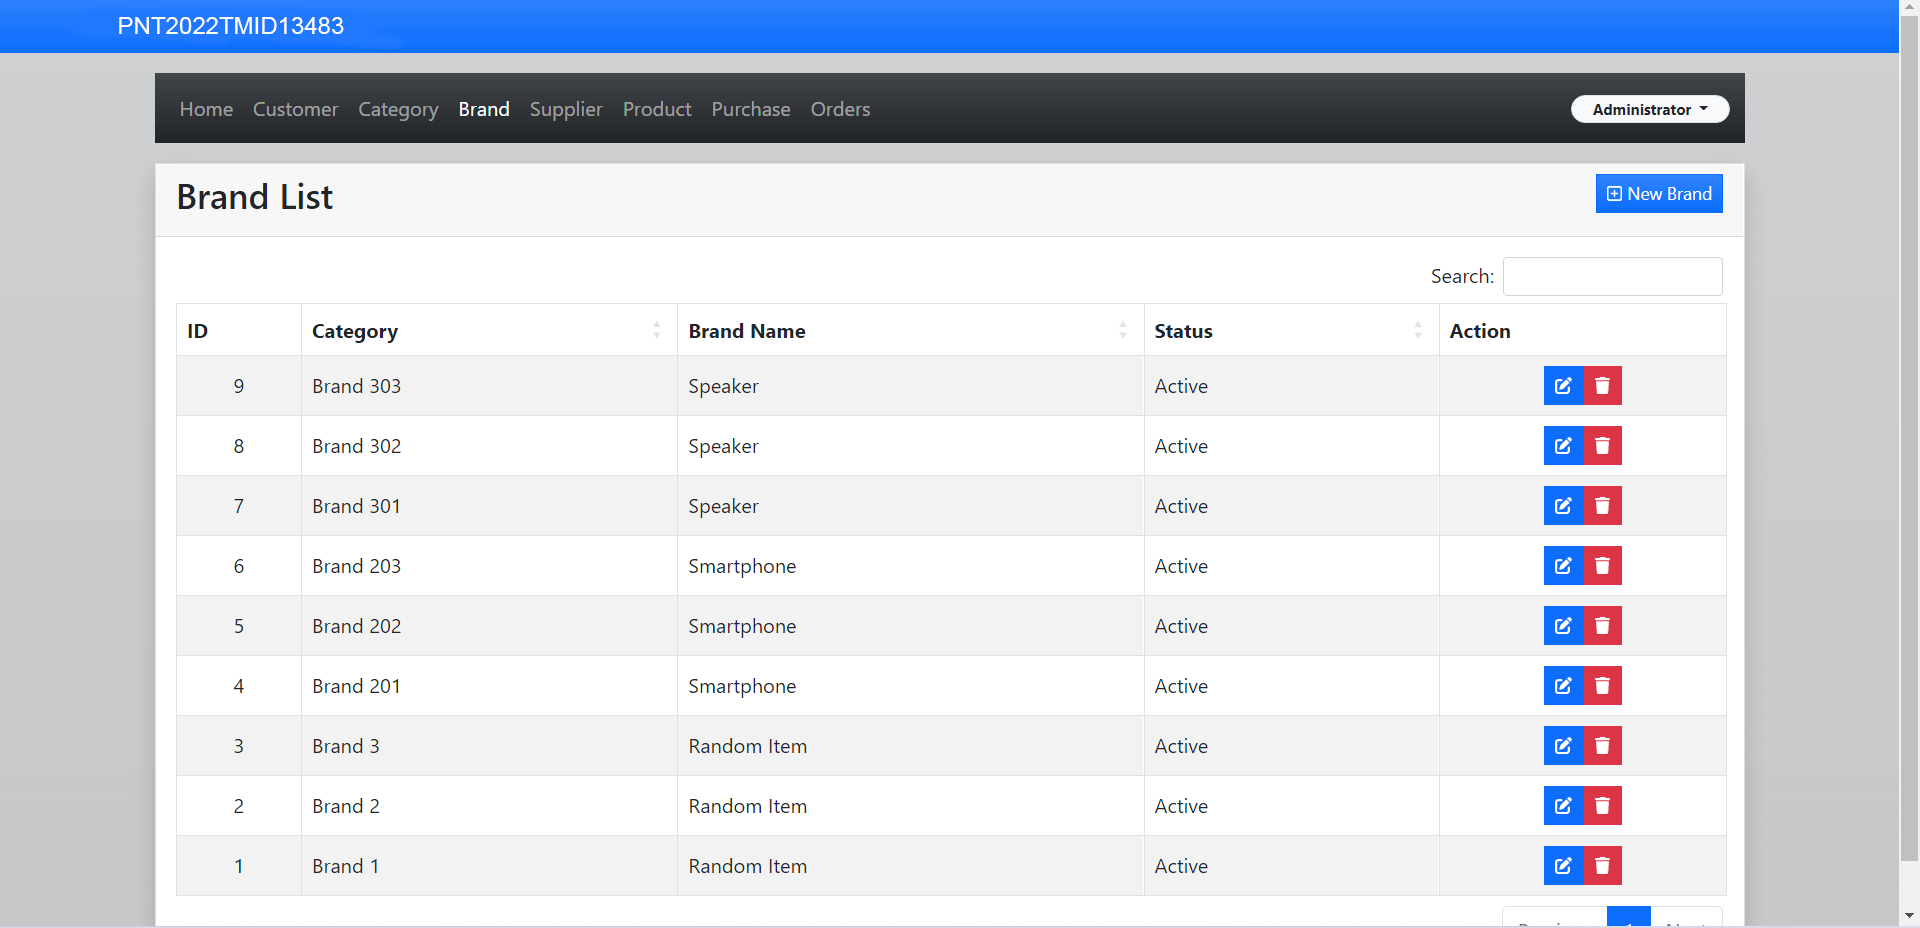 PNT2022TMID13483
Home Customer Category Brand Supplier Product Purchase Orders Administrator
Brand List New Brand
Search:
ID Category Brand Name Status Action
9 Brand 303 Speaker Active
8 Brand 302 Speaker Active
7 Brand 301 Speaker Active
6 Brand 203 Smartphone Active
5 Brand 202 Smartphone Active
4 Brand 201 Smartphone Active
3 Brand 3 Random Item Active
2 Brand 2 Random Item Active
1 Brand 1 Random Item Active